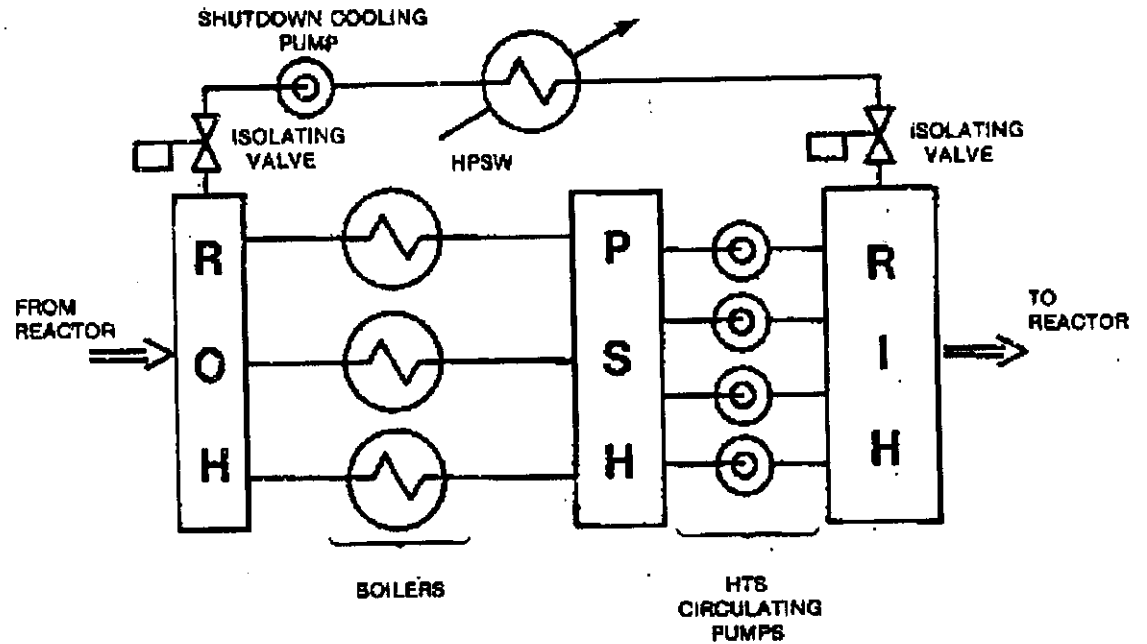 SHUTDOWN COOLING
PUMP
ISOLATING
VALVE
HPSW
ISOLATING
VALVE
R
O
H
P
S
H
R
I
H
FROM
REACTOR
TO
REACTOR
BOILERS
HTS
CIRCULATING
PUMPS